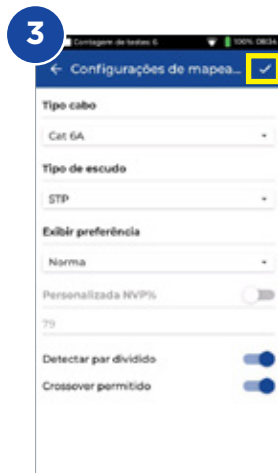 3
Contagem de testes: 6
100% 08:34
Configurações de mapea...
Tipo cabo
Cat 6A
Tipo de escudo
STP
Exibir preferência
Norma
Personalizada NVP%
79
Detectar par dividido
Crossover permitido